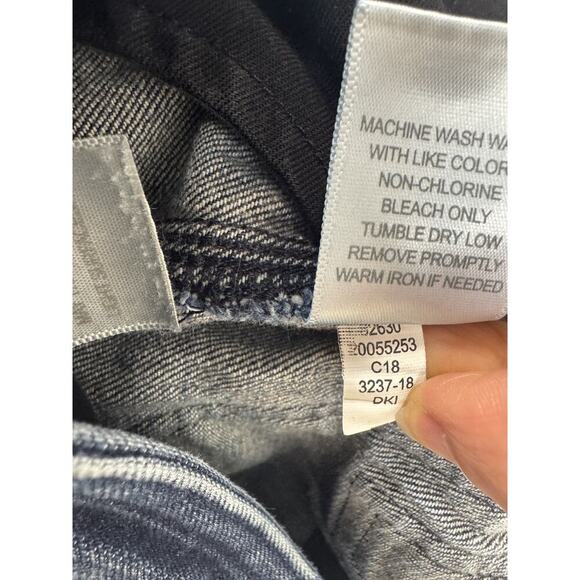 MACHINE WASH WA
WITH LIKE COLOR
NON-CHLORINE
BLEACH ONLY
TUMBLE DRY LOW
REMOVE PROMPTLY
WARM IRON IF NEEDED
2630
0055253
C18
3237-18
DKI